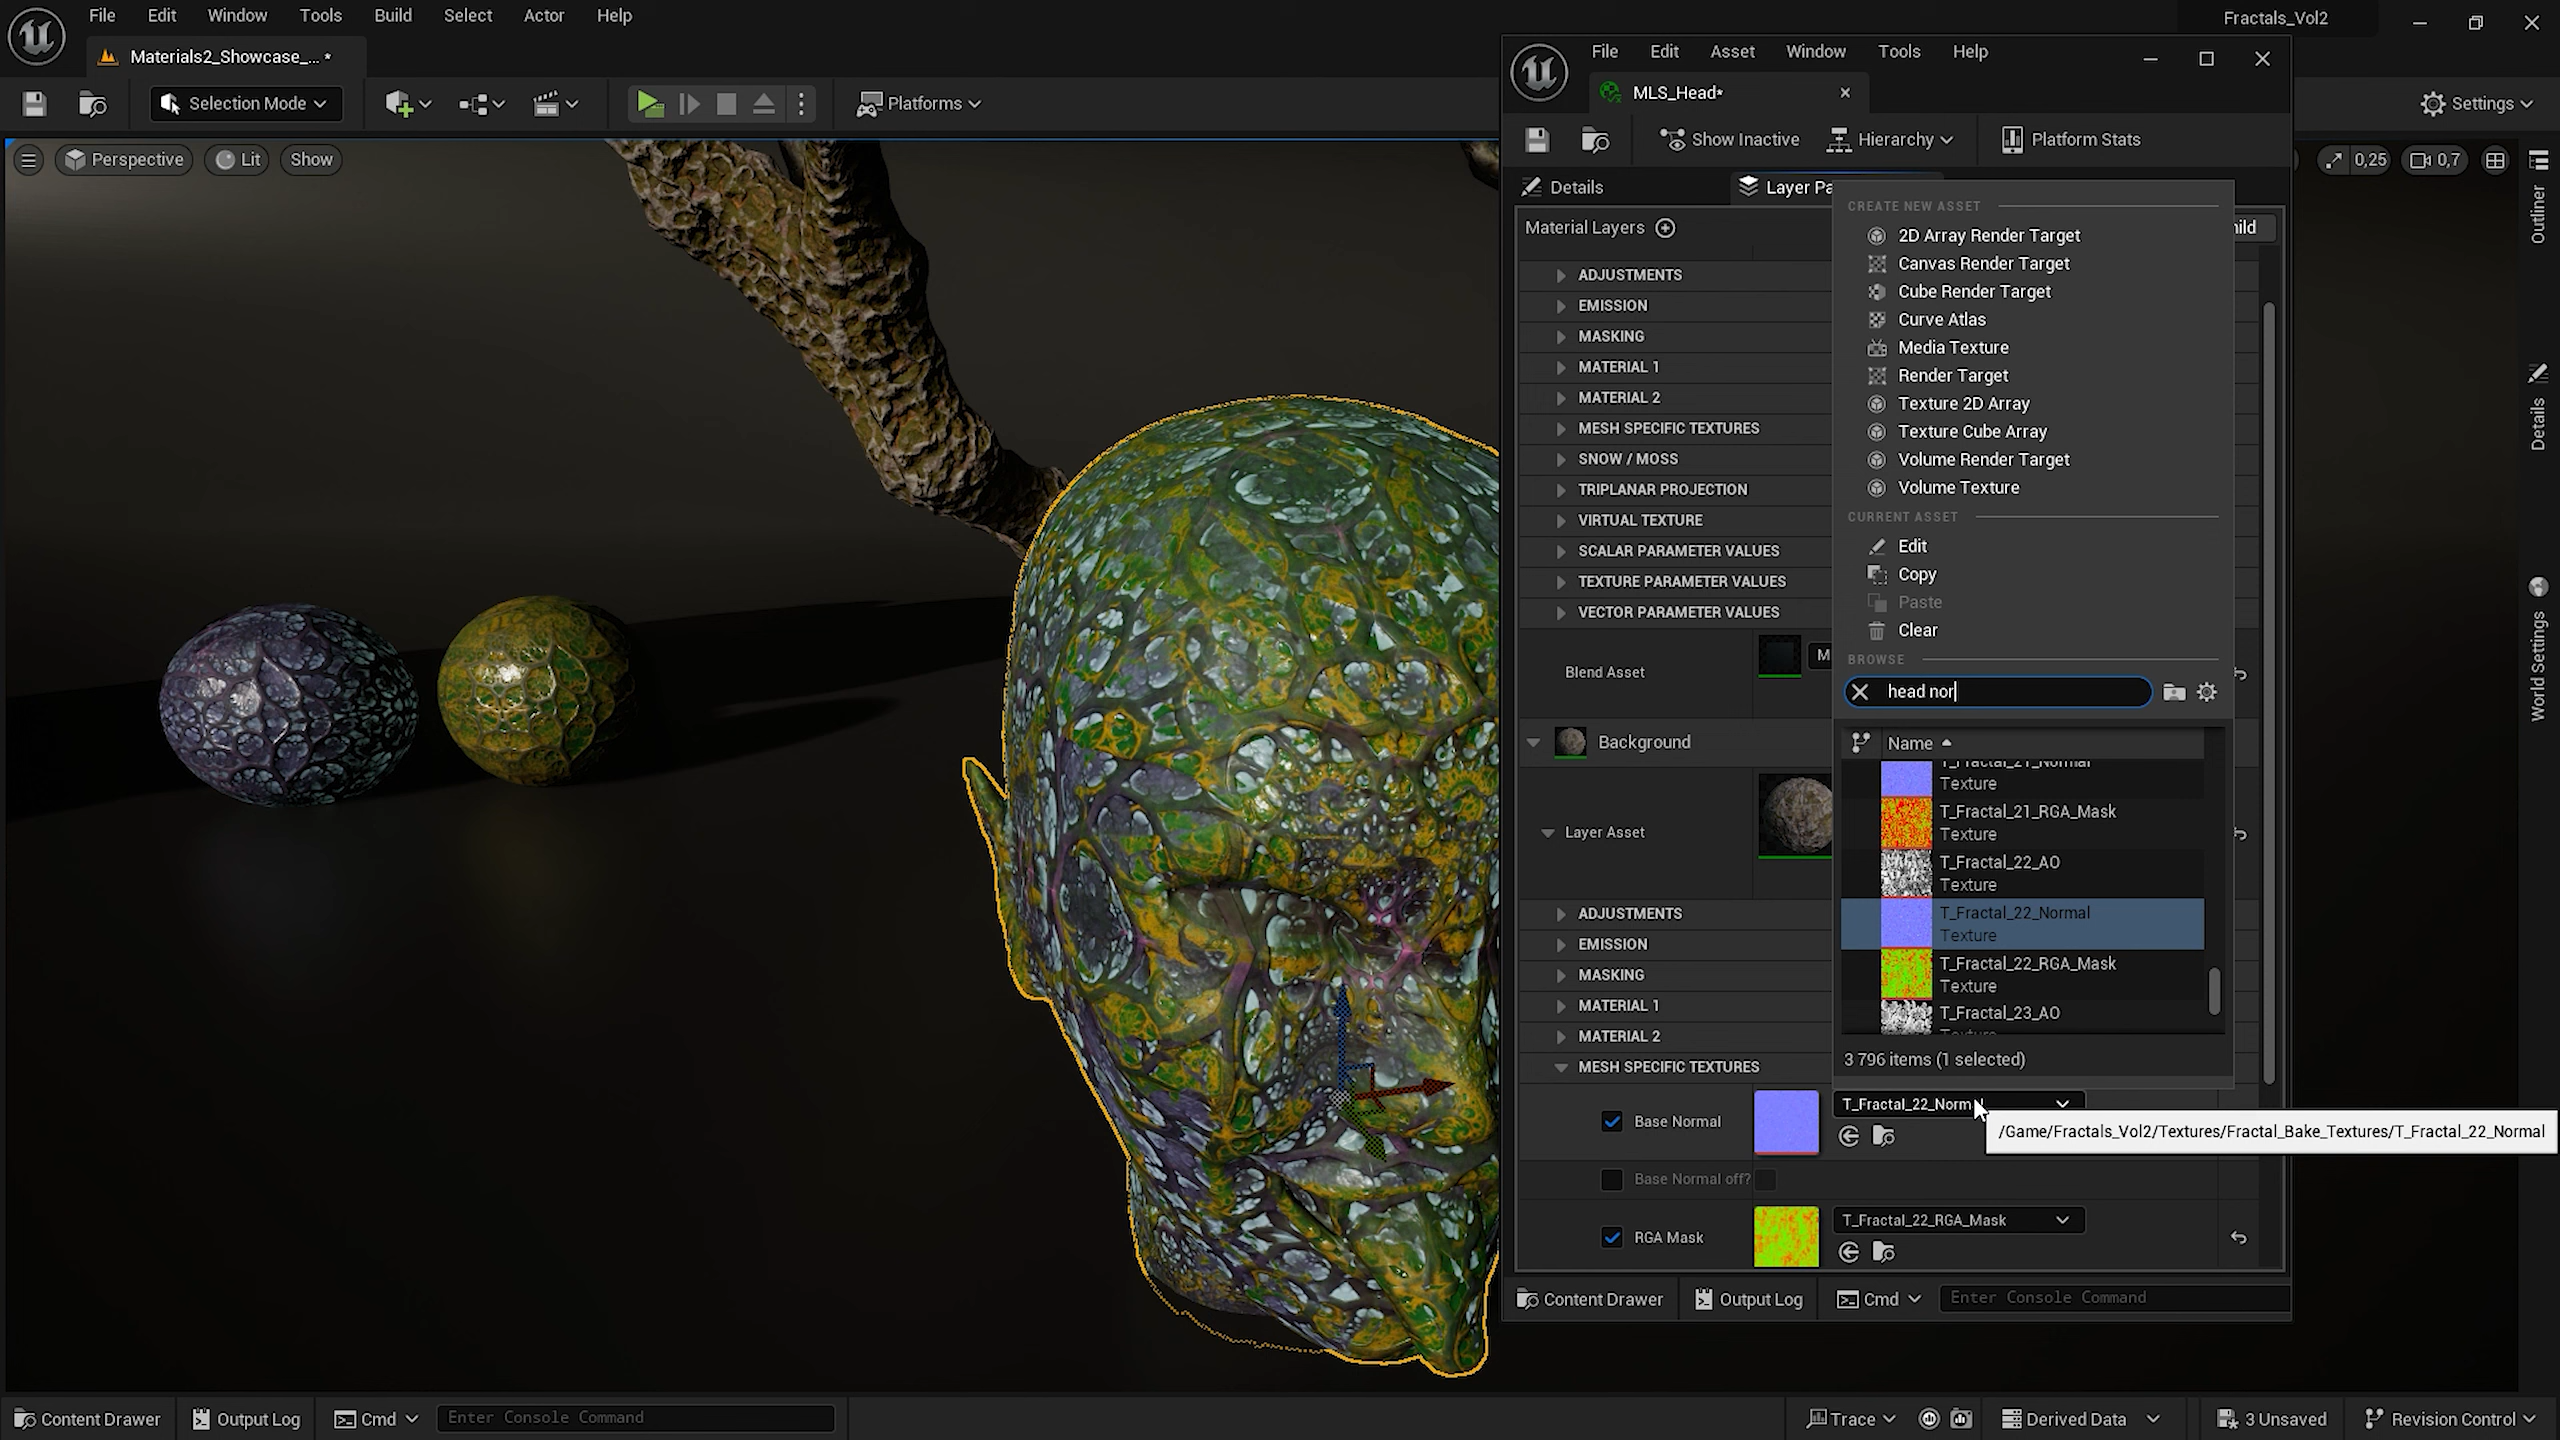 File Edit Window Tools Build Select Actor Help
Fractals_Vol2
Materials2_Showcase_... *
Selection Mode
Platforms
Settings
Perspective
Lit
Show
0,25
0,7
Outliner
Details
World Settings
File Edit Asset Window Tools Help
MLS_Head*
Show Inactive
Hierarchy
Platform Stats
Details
Layer Pa
Material Layers
ild
ADJUSTMENTS
EMISSION
MASKING
MATERIAL 1
MATERIAL 2
MESH SPECIFIC TEXTURES
SNOW / MOSS
TRIPLANAR PROJECTION
VIRTUAL TEXTURE
SCALAR PARAMETER VALUES
TEXTURE PARAMETER VALUES
VECTOR PARAMETER VALUES
Blend Asset
M
Background
Layer Asset
ADJUSTMENTS
EMISSION
MASKING
MATERIAL 1
MATERIAL 2
MESH SPECIFIC TEXTURES
Base Normal
T_Fractal_22_Norm
Base Normal off?
RGA Mask
T_Fractal_22_RGA_Mask
CREATE NEW ASSET
2D Array Render Target
Canvas Render Target
Cube Render Target
Curve Atlas
Media Texture
Render Target
Texture 2D Array
Texture Cube Array
Volume Render Target
Volume Texture
CURRENT ASSET
Edit
Copy
Paste
Clear
BROWSE
head nor
Name
T_Fractal_21_Normal
Texture
T_Fractal_21_RGA_Mask
Texture
T_Fractal_22_AO
Texture
T_Fractal_22_Normal
Texture
T_Fractal_22_RGA_Mask
Texture
T_Fractal_23_AO
Texture
3 796 items (1 selected)
/Game/Fractals_Vol2/Textures/Fractal_Bake_Textures/T_Fractal_22_Normal
Content Drawer
Output Log
Cmd
Enter Console Command
Content Drawer
Output Log
Cmd
Enter Console Command
Trace
Derived Data
3 Unsaved
Revision Control